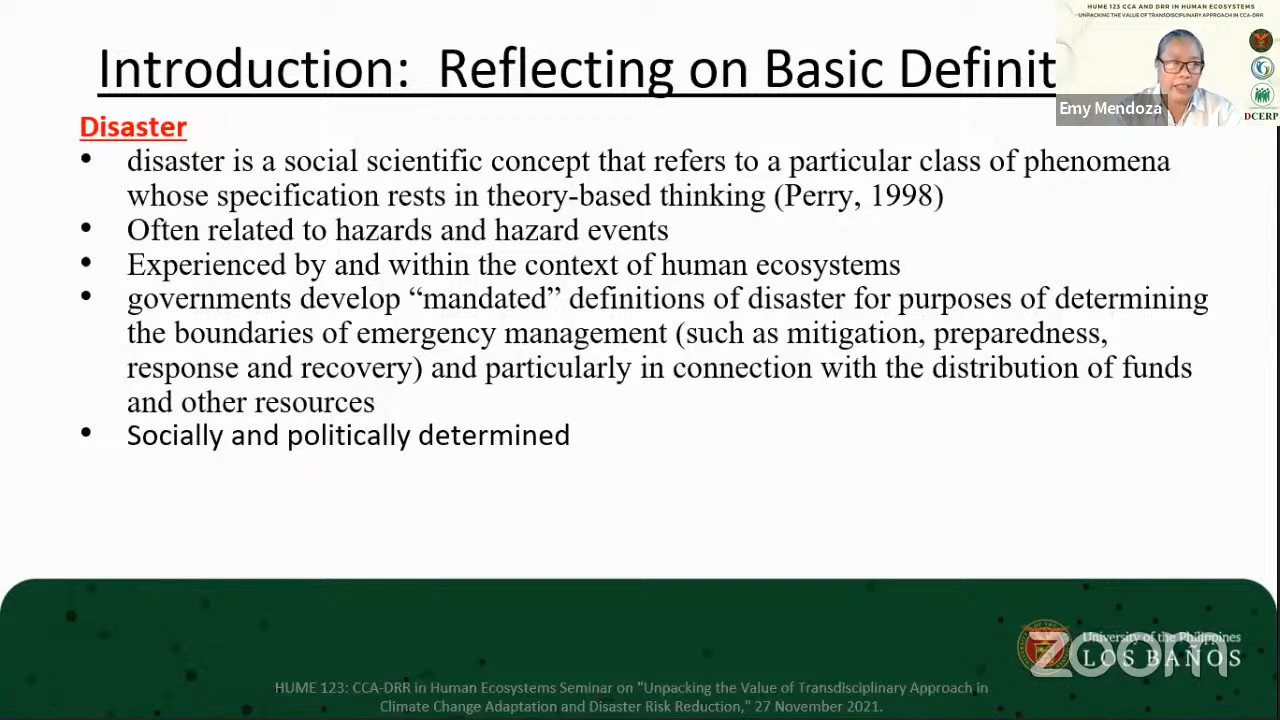 HUME 123 CCA AND DRR IN HUMAN ECOSYSTEMS
"UNPACKING THE VALUE OF TRANSDISCIPLINARY APPROACH IN CCA-DRR"
Introduction: Reflecting on Basic Definit
Emy Mendoza
DCERP
Disaster
• disaster is a social scientific concept that refers to a particular class of phenomena
whose specification rests in theory-based thinking (Perry, 1998)
• Often related to hazards and hazard events
• Experienced by and within the context of human ecosystems
• governments develop “mandated” definitions of disaster for purposes of determining
the boundaries of emergency management (such as mitigation, preparedness,
response and recovery) and particularly in connection with the distribution of funds
and other resources
• Socially and politically determined
University of the Philippines
LOS BAÑOS
zoom
HUME 123: CCA-DRR in Human Ecosystems Seminar on "Unpacking the Value of Transdisciplinary Approach in
Climate Change Adaptation and Disaster Risk Reduction," 27 November 2021.